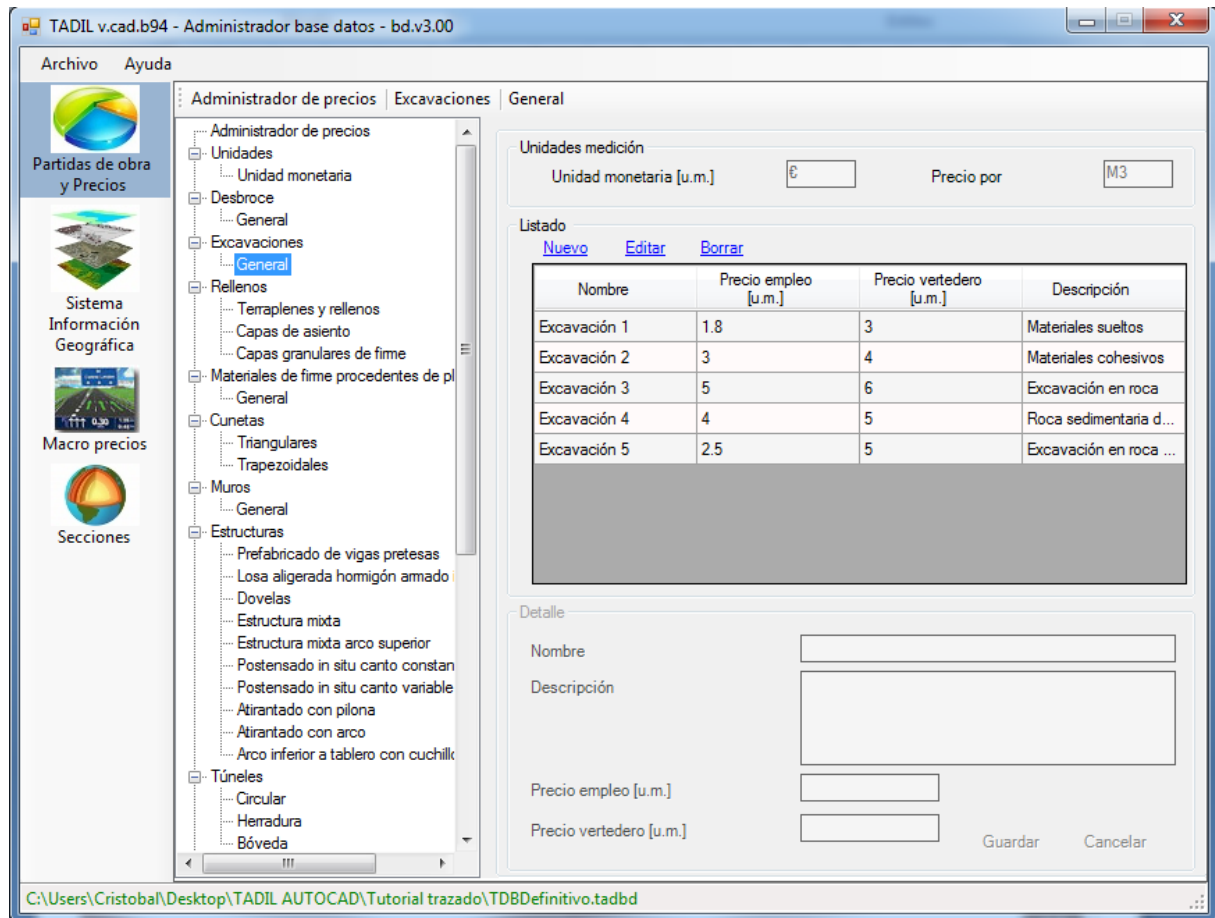 TADIL v.cad.b94 - Administrador base datos - bd.v3.00
Archivo Ayuda
Partidas de obra
y Precios
Sistema
Información
Geográfica
Macro precios
Secciones
Administrador de precios Excavaciones General
Administrador de precios
Unidades
Unidad monetaria
Desbroce
General
Excavaciones
General
Rellenos
Terraplenes y rellenos
Capas de asiento
Capas granulares de firme
Materiales de firme procedentes de pl
General
Cunetas
Triangulares
Trapezoidales
Muros
General
Estructuras
Prefabricado de vigas pretesas
Losa aligerada hormigón armado i
Dovelas
Estructura mixta
Estructura mixta arco superior
Postensado in situ canto constan
Postensado in situ canto variable
Atirantado con pilona
Atirantado con arco
Arco inferior a tablero con cuchillo
Túneles
Circular
Herradura
Bóveda
Unidades medición
Unidad monetaria [u.m.] € Precio por M3
Listado
Nuevo Editar Borrar
Nombre Precio empleo [u.m.] Precio vertedero [u.m.] Descripción
Excavación 1 1.8 3 Materiales sueltos
Excavación 2 3 4 Materiales cohesivos
Excavación 3 5 6 Excavación en roca
Excavación 4 4 5 Roca sedimentaria d...
Excavación 5 2.5 5 Excavación en roca ...
Detalle
Nombre
Descripción
Precio empleo [u.m.]
Precio vertedero [u.m.]
Guardar Cancelar
C:\Users\Cristobal\Desktop\TADIL AUTOCAD\Tutorial trazado\TDBDefinitivo.tadbd